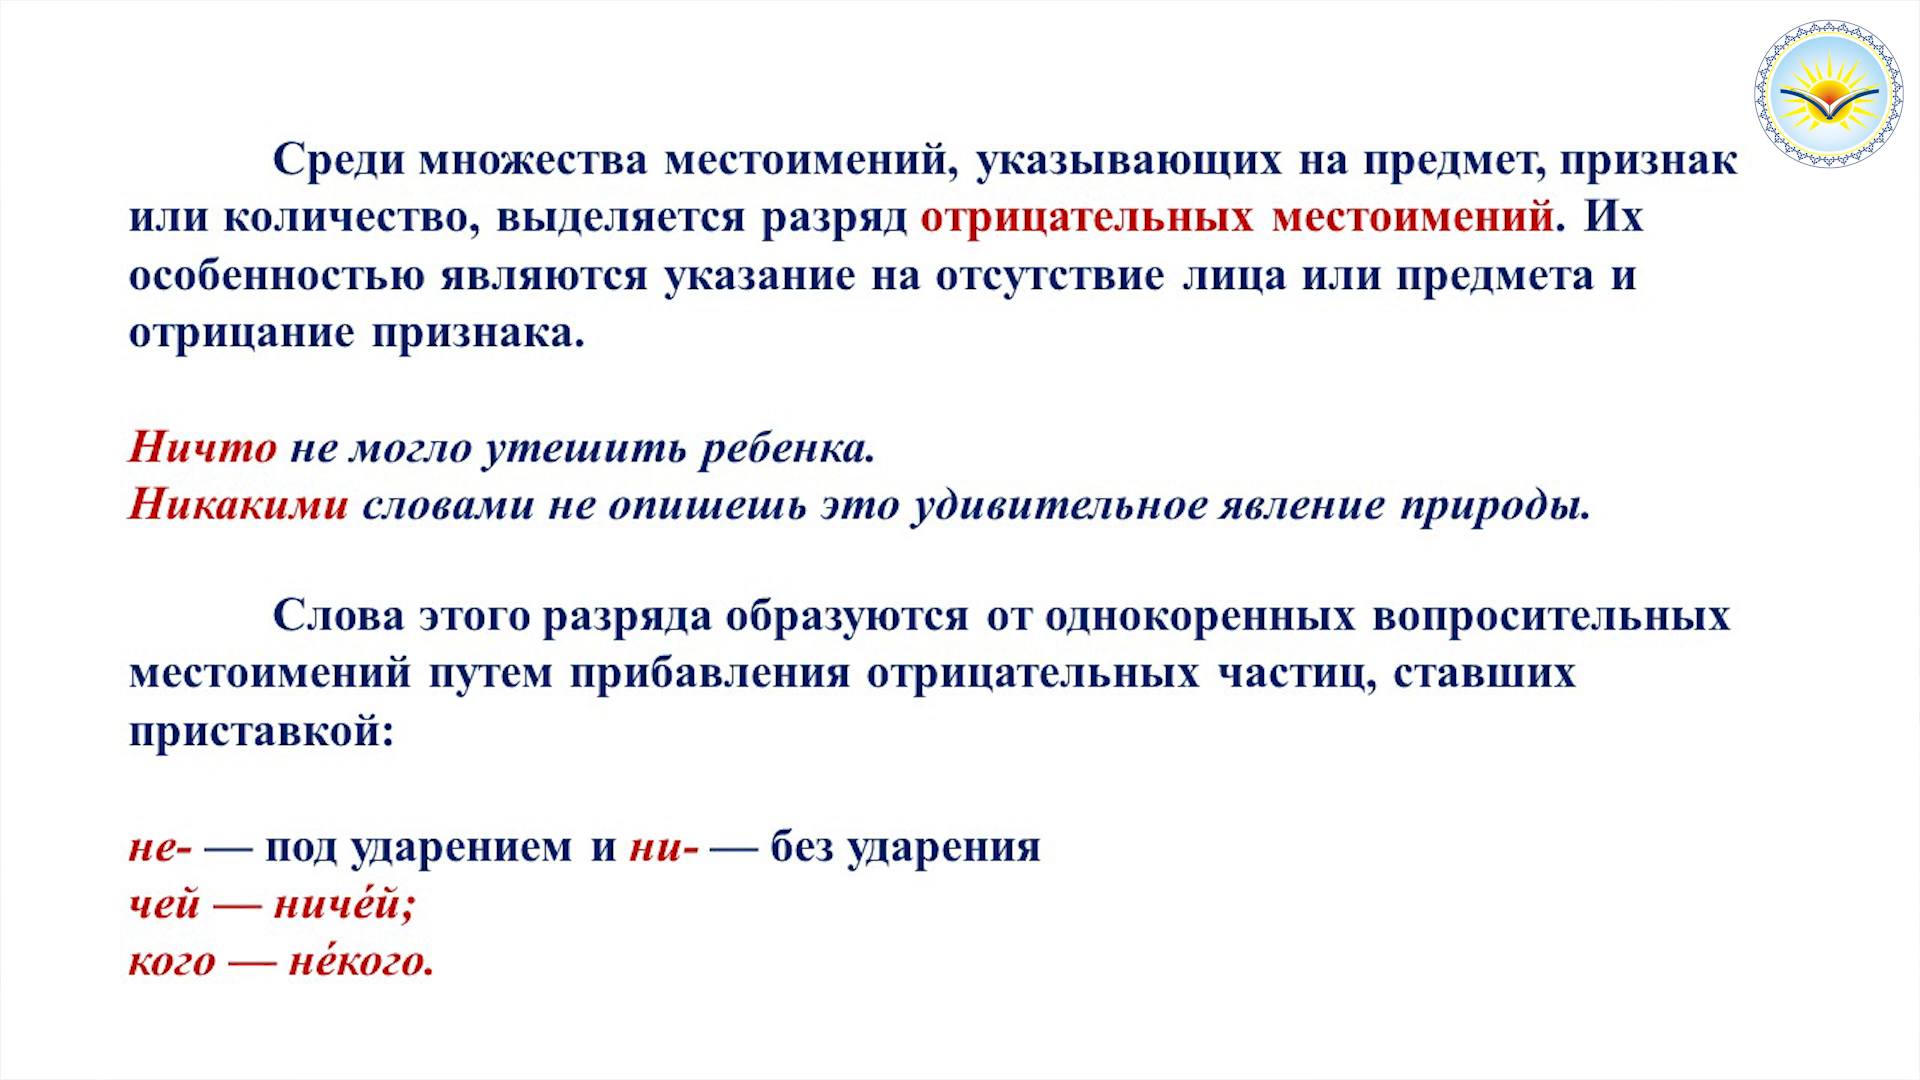 Среди множества местоимений, указывающих на предмет, признак
или количество, выделяется разряд отрицательных местоимений. Их
особенностью являются указание на отсутствие лица или предмета и
отрицание признака.
Ничто не могло утешить ребенка.
Никакими словами не опишешь это удивительное явление природы.
Слова этого разряда образуются от однокоренных вопросительных
местоимений путем прибавления отрицательных частиц, ставших
приставкой:
не- — под ударением и ни- — без ударения
чей — ниче́й;
кого — не́кого.